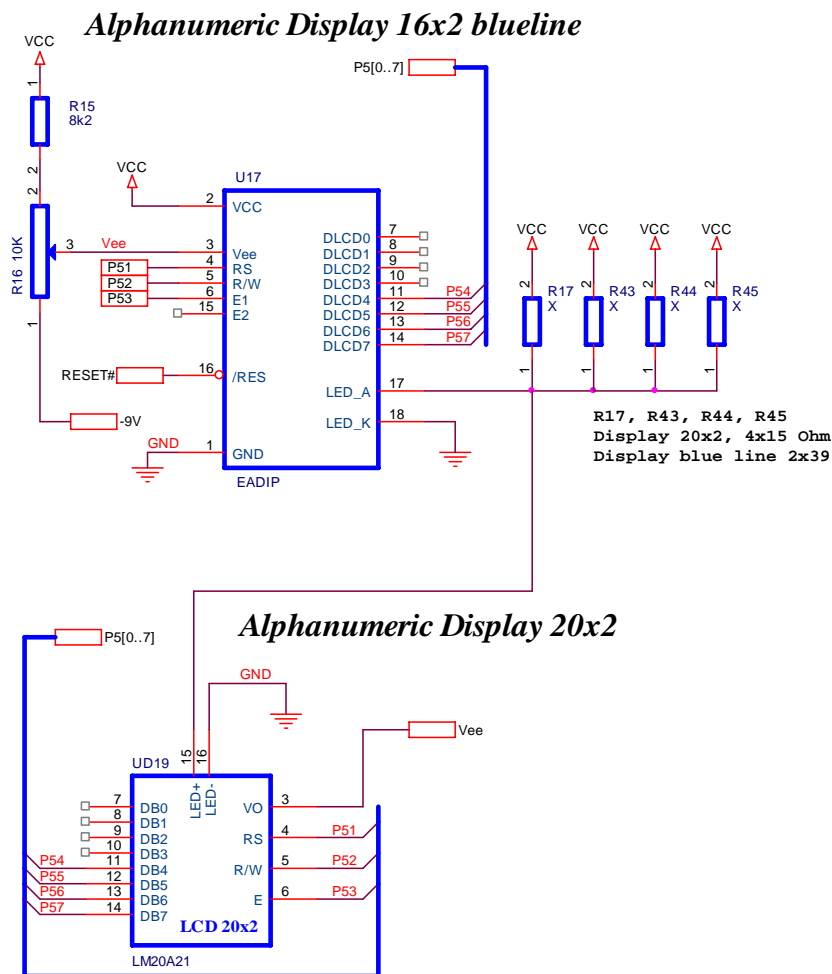 Alphanumeric Display 16x2 blueline
VCC
P5[0..7]
1
R15
8k2
2
2
R16 10K
3
Vee
1
-9V
VCC
U17
2
VCC
3
Vee
P51
4
RS
P52
5
R/W
P53
6
E1
15
E2
RESET#
16
/RES
GND
1
GND
EADIP
DLCD0
7
DLCD1
8
DLCD2
9
DLCD3
10
DLCD4
11
P54
DLCD5
12
P55
DLCD6
13
P56
DLCD7
14
P57
LED_A
17
LED_K
18
VCC
VCC
VCC
VCC
2
2
2
2
R17
X
R43
X
R44
X
R45
X
1
1
1
1
R17, R43, R44, R45
Display 20x2, 4x15 Ohm
Display blue line 2x39
P5[0..7]
Alphanumeric Display 20x2
GND
Vee
15
16
UD19
LED+
LED-
7
DB0
8
DB1
9
DB2
10
DB3
P54
11
DB4
P55
12
DB5
P56
13
DB6
P57
14
DB7
VO
3
RS
4
P51
R/W
5
P52
E
6
P53
LCD 20x2
LM20A21